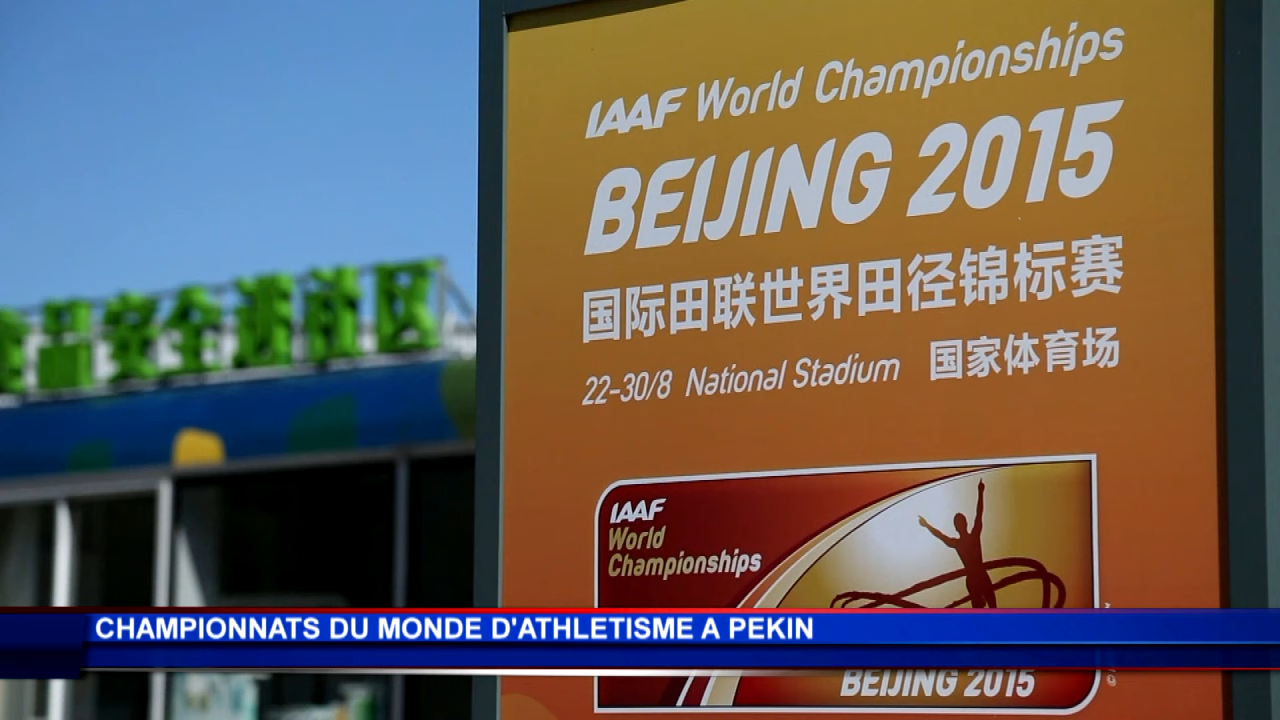 IAAF World Championships
BEIJING 2015
国际田联世界田径锦标赛
22-30/8 National Stadium 国家体育场
IAAF
World
Championships
CHAMPIONNATS DU MONDE D'ATHLETISME A PEKIN
BEIJING 2015